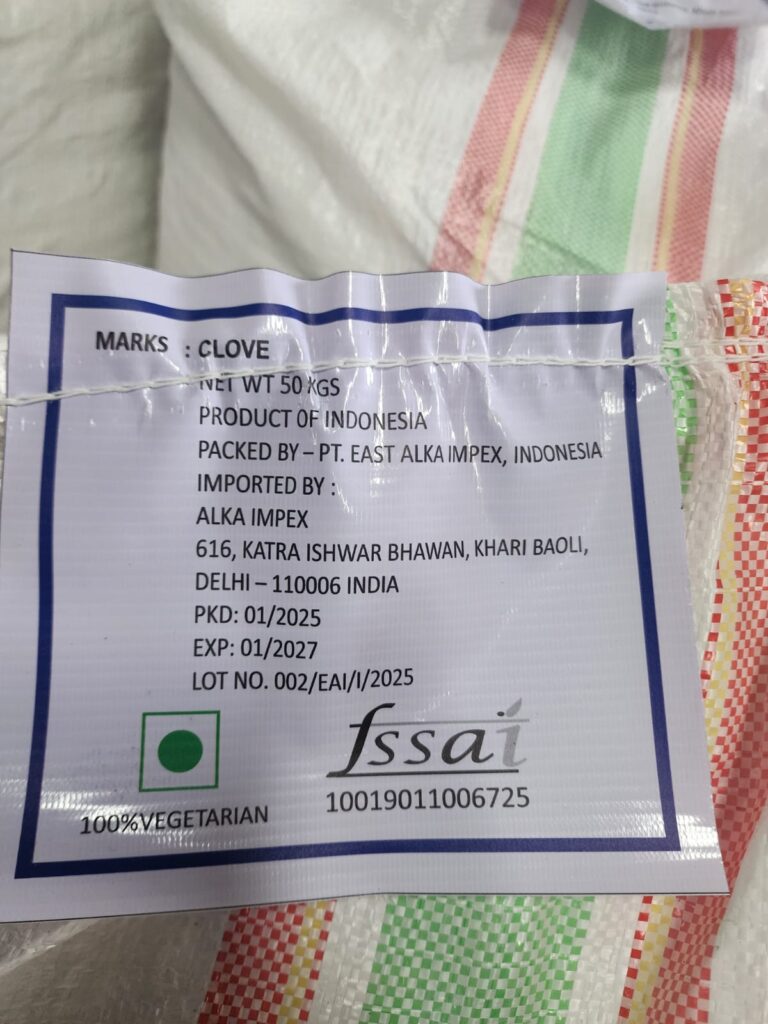 MARKS : CLOVE
NET WT 50 KGS
PRODUCT OF INDONESIA
PACKED BY – PT. EAST ALKA IMPEX, INDONESIA
IMPORTED BY :
ALKA IMPEX
616, KATRA ISHWAR BHAWAN, KHARI BAOLI,
DELHI – 110006 INDIA
PKD: 01/2025
EXP: 01/2027
LOT NO. 002/EAI/I/2025
fssai
10019011006725
100%VEGETARIAN